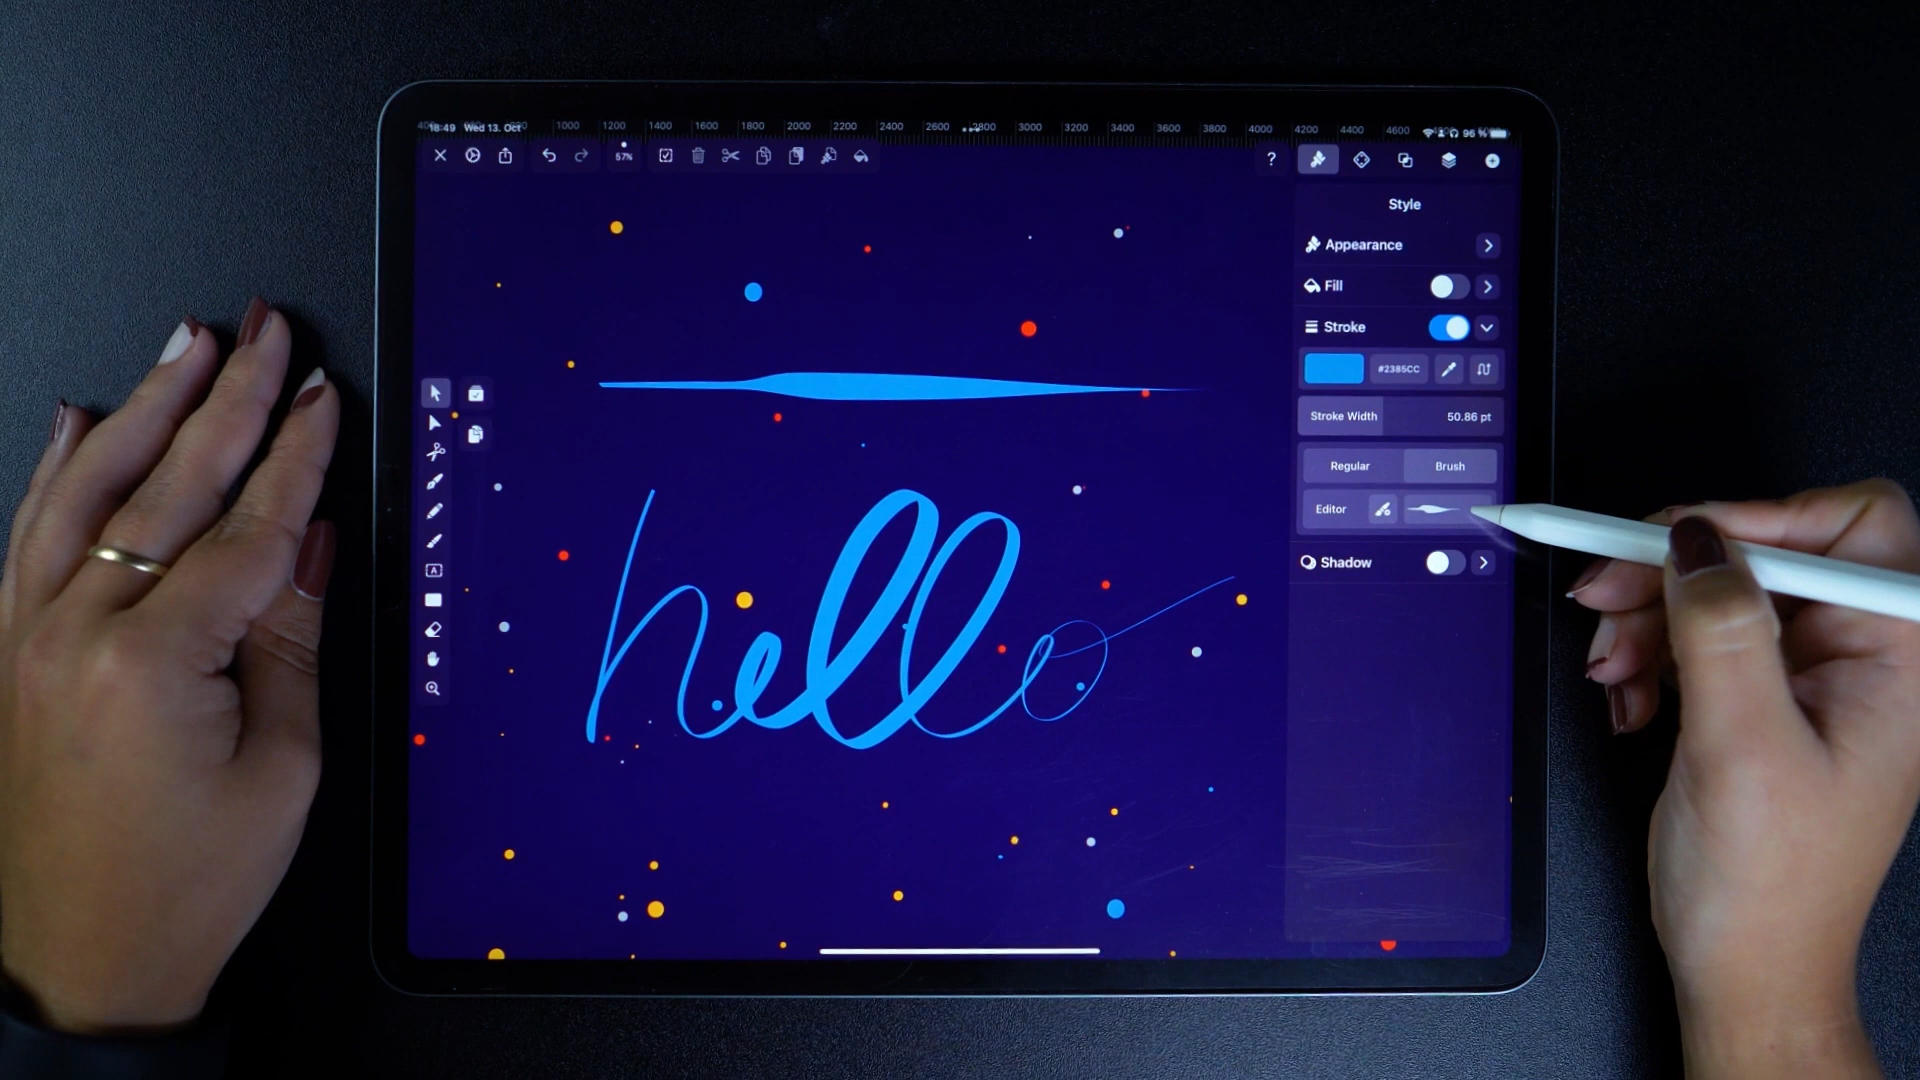 18:49 Wed 13. Oct
1000 1200 1400 1600 1800 2000 2200 2400 2600 2800 3000 3200 3400 3600 3800 4000 4200 4400 4600
96 %
57%
?
Style
Appearance
Fill
Stroke
#2385CC
Stroke Width 50.86 pt
Regular Brush
Editor
Shadow
A
hello